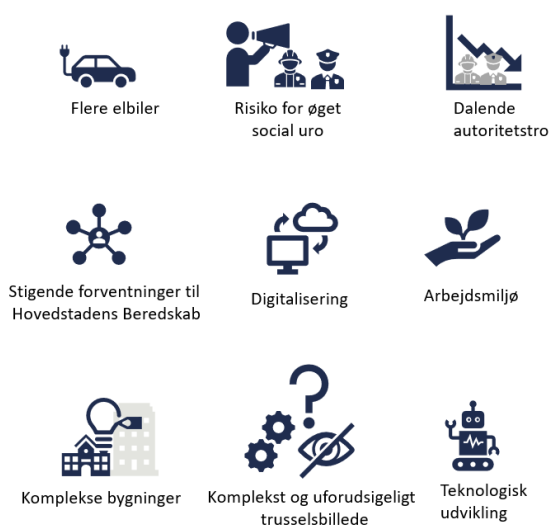 Flere elbiler
Risiko for øget
social uro
Dalende
autoritetstro
Stigende forventninger til
Hovedstadens Beredskab
Digitalisering
Arbejdsmiljø
Komplekse bygninger
Komplekst og uforudsigeligt
trusselsbillede
Teknologisk
udvikling